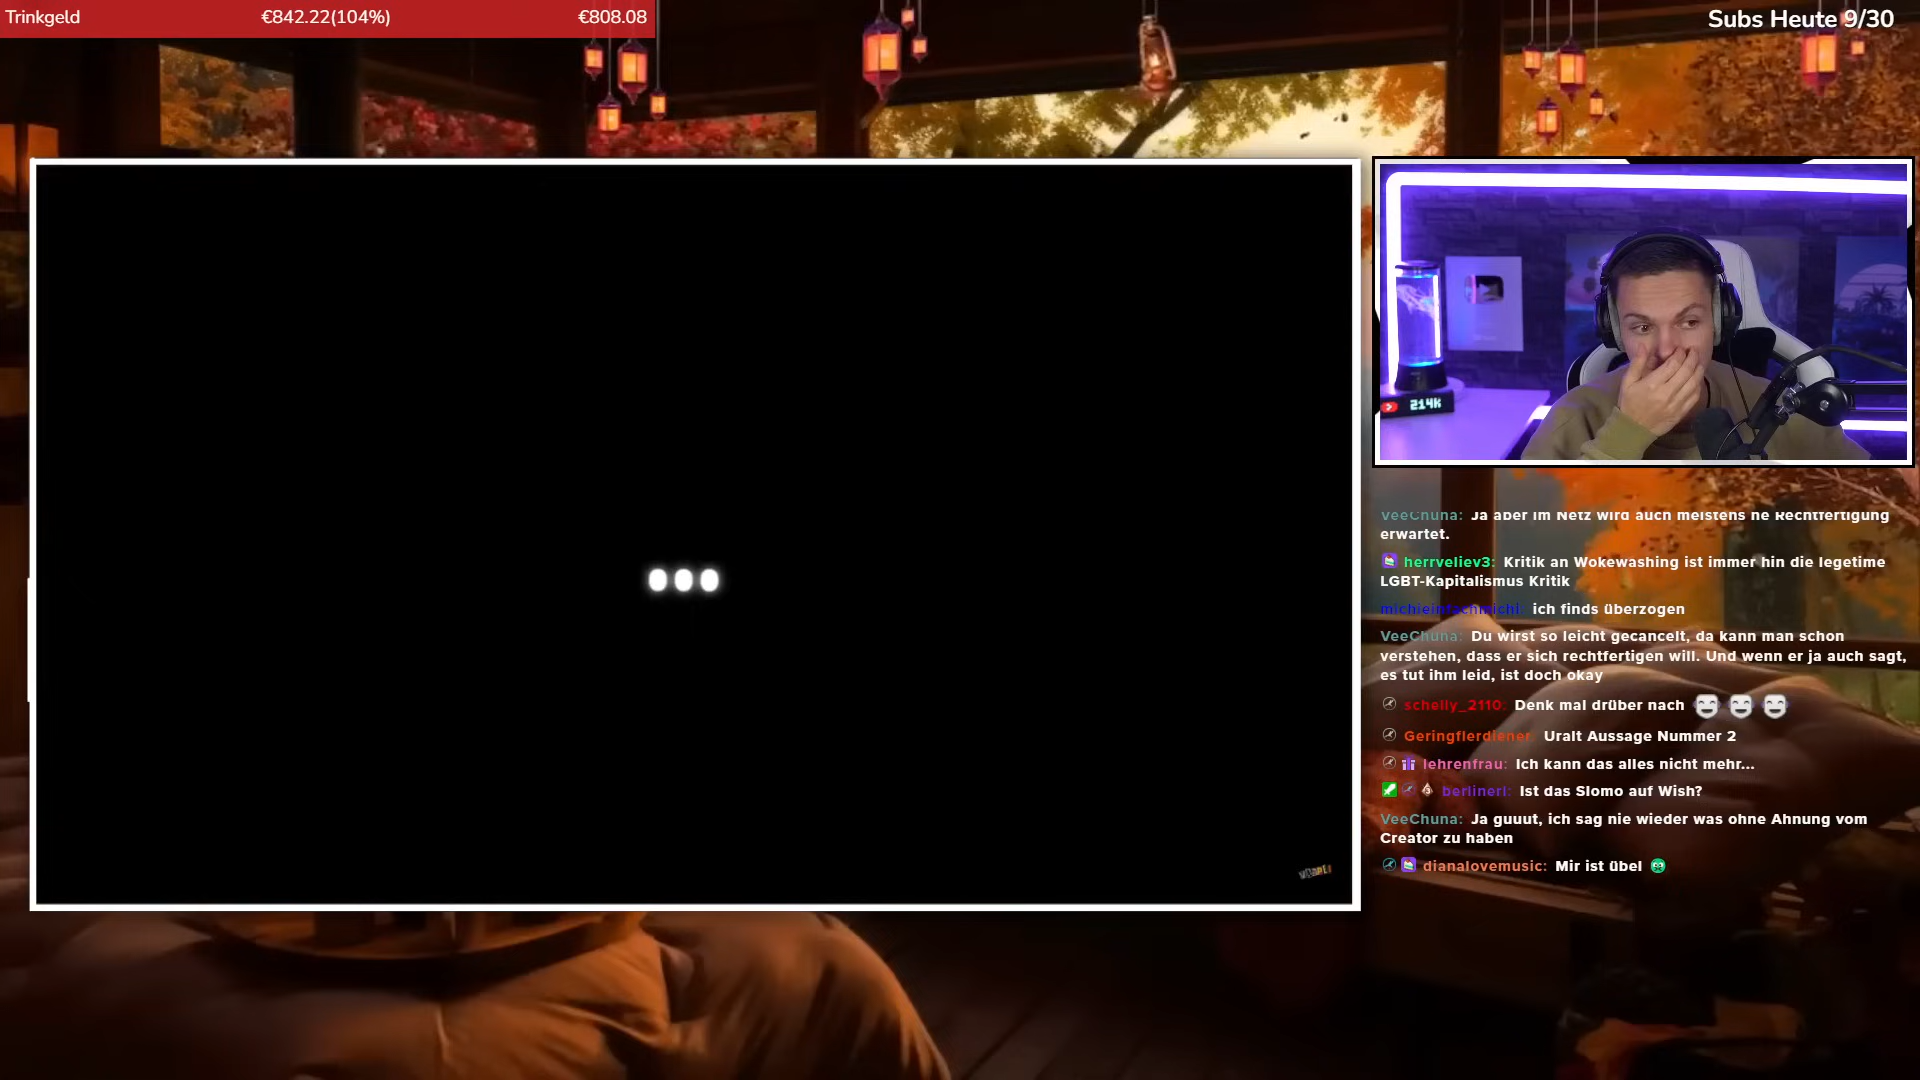 Trinkgeld €842.22(104%) €808.08
Subs Heute 9/30
214K
VeeChuna: Ja aber im Netz wird auch meistens ne Rechtfertigung
erwartet.
herrveliev3: Kritik an Wokewashing ist immer hin die legetime
LGBT-Kapitalismus Kritik
michieinfachmichl: ich finds überzogen
VeeChuna: Du wirst so leicht gecancelt, da kann man schon
verstehen, dass er sich rechtfertigen will. Und wenn er ja auch sagt,
es tut ihm leid, ist doch okay
schelly_2110: Denk mal drüber nach
Geringflerdiener: Uralt Aussage Nummer 2
lehrenfrau: Ich kann das alles nicht mehr...
berlinerl: Ist das Slomo auf Wish?
VeeChuna: Ja guuut, ich sag nie wieder was ohne Ahnung vom
Creator zu haben
dianalovemusic: Mir ist übel